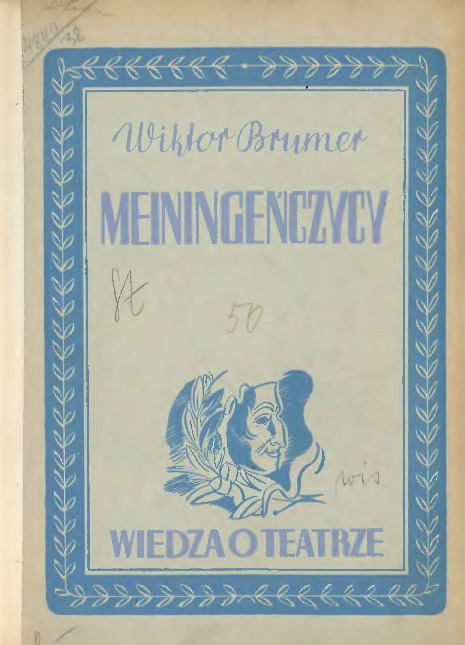 Wiktor Brumer
MEININGEŃCZYCY
50
WIEDZA O TEATRZE